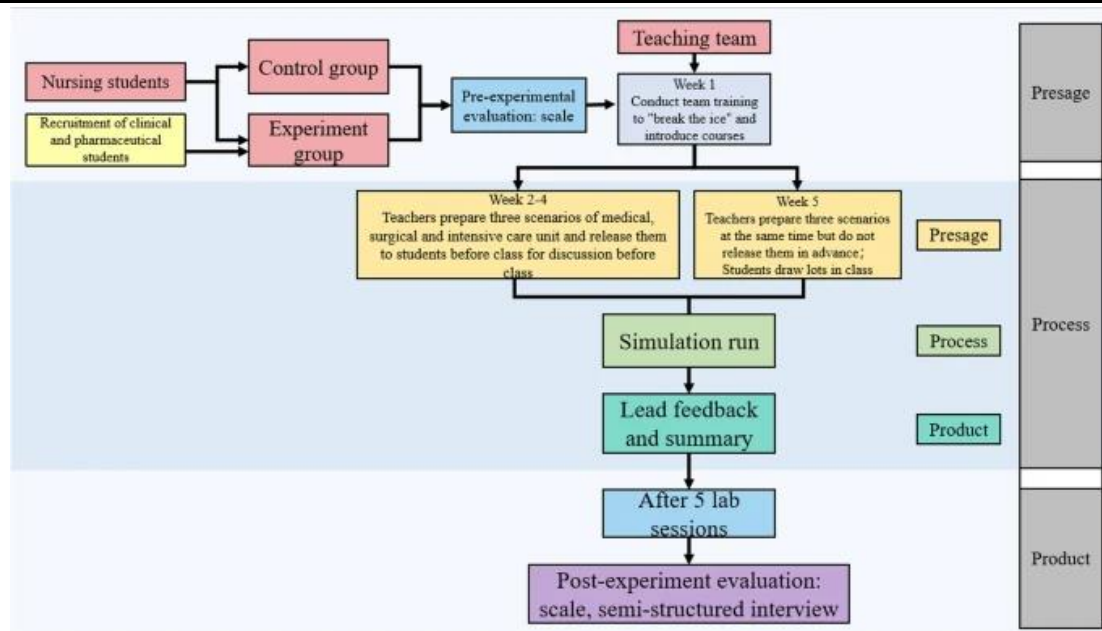 Teaching team
Nursing students
Control group
Recruitment of clinical
and pharmaceutical
students
Experiment
group
Pre-experimental
evaluation: scale
Week 1
Conduct team training
to "break the ice" and
introduce courses
Presage
Week 2-4
Teachers prepare three scenarios of medical,
surgical and intensive care unit and release them
to students before class for discussion before
class
Week 5
Teachers prepare three scenarios
at the same time but do not
release them in advance;
Students draw lots in class
Presage
Simulation run
Process
Process
Lead feedback
and summary
Product
After 5 lab
sessions
Post-experiment evaluation:
scale, semi-structured interview
Product